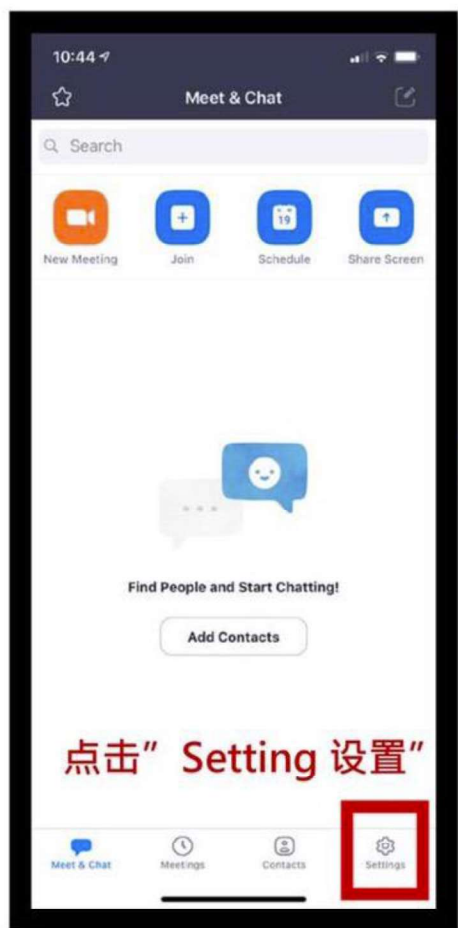 10:44
Meet & Chat
Search
19
New Meeting
Join
Schedule
Share Screen
Find People and Start Chatting!
Add Contacts
点击”Setting 设置”
Meet & Chat
Meetings
Contacts
Settings